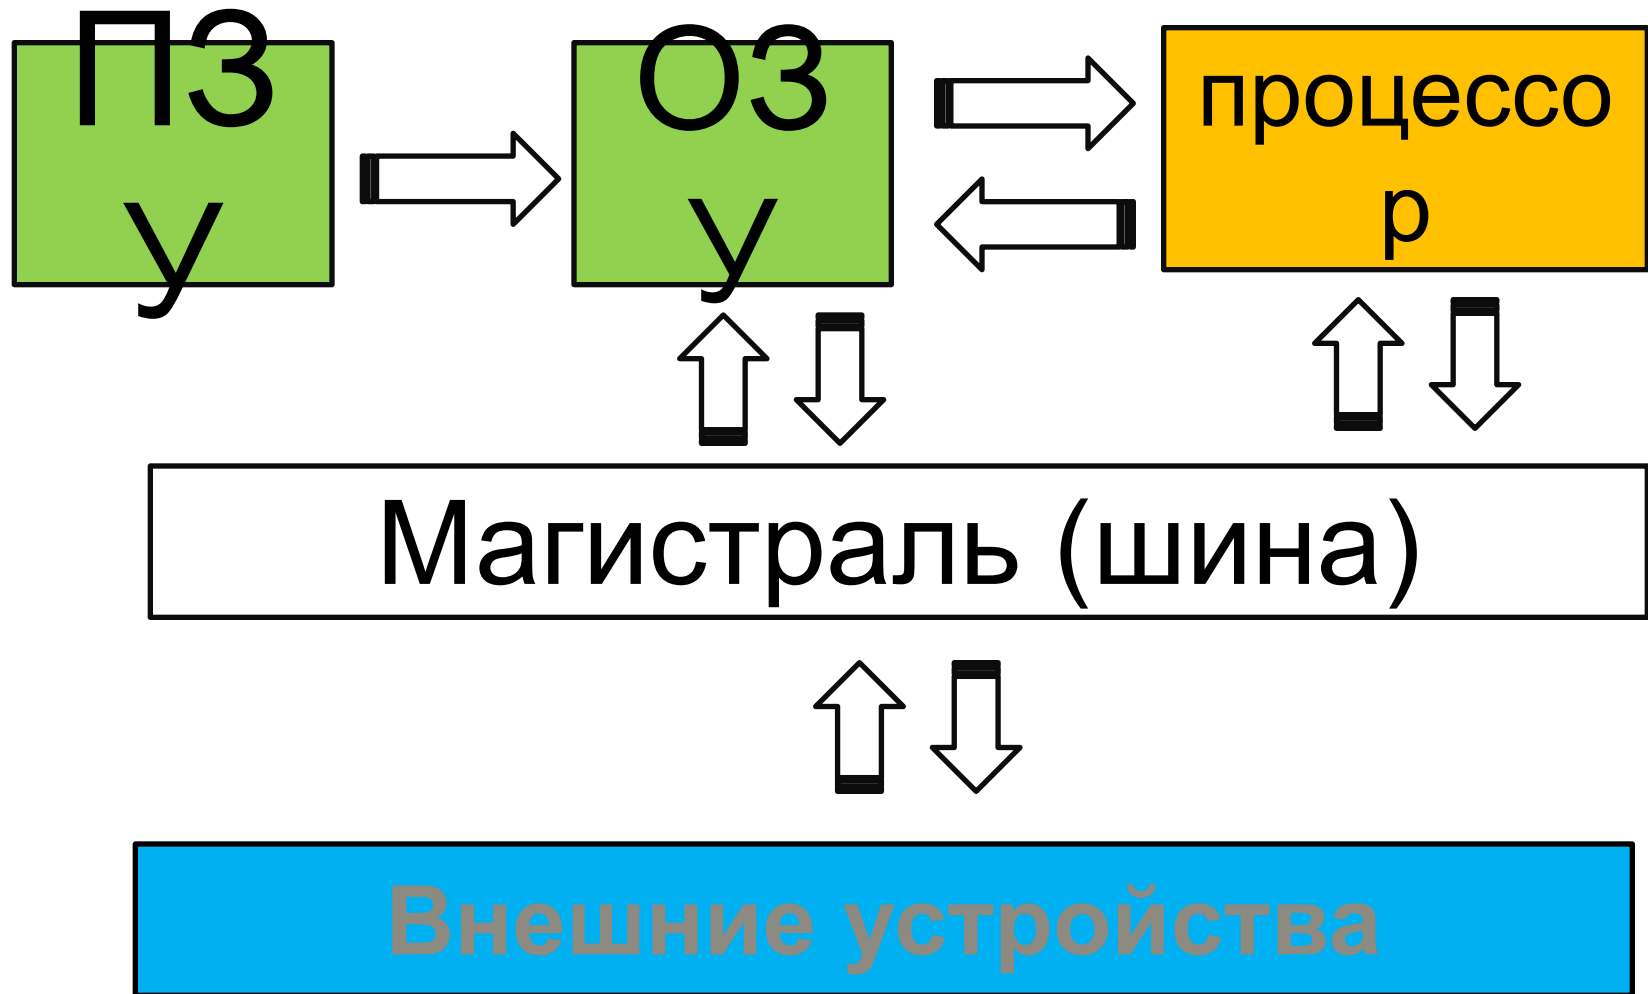 ПЗ
У
ОЗ
У
процессо
р
Магистраль (шина)
Внешние устройства